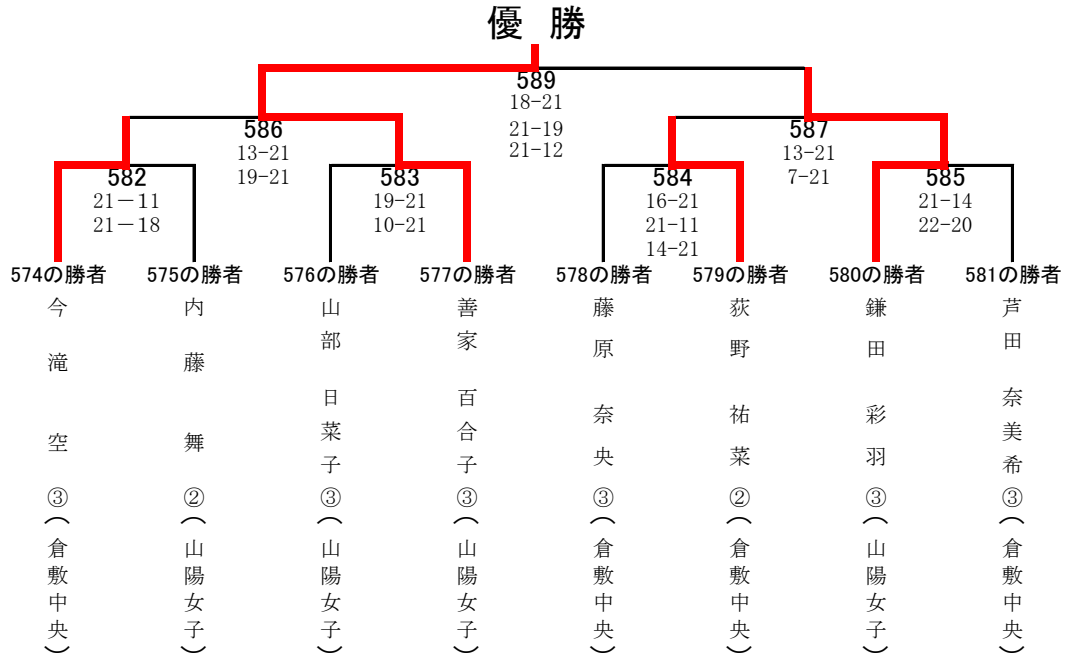 優 勝
589
18-21
21-19
21-12
586
13-21
19-21
587
13-21
7-21
582
21－11
21－18
583
19-21
10-21
584
16-21
21-11
14-21
585
21-14
22-20
574の勝者
575の勝者
576の勝者
577の勝者
578の勝者
579の勝者
580の勝者
581の勝者
今滝 空 ③(倉敷中央)
内藤 舞 ②(山陽女子)
山部 日菜子 ③(山陽女子)
善家 百合子 ③(山陽女子)
藤原 奈央 ③(倉敷中央)
荻野 祐菜 ②(倉敷中央)
鎌田 彩羽 ③(山陽女子)
芦田 奈美希 ③(倉敷中央)